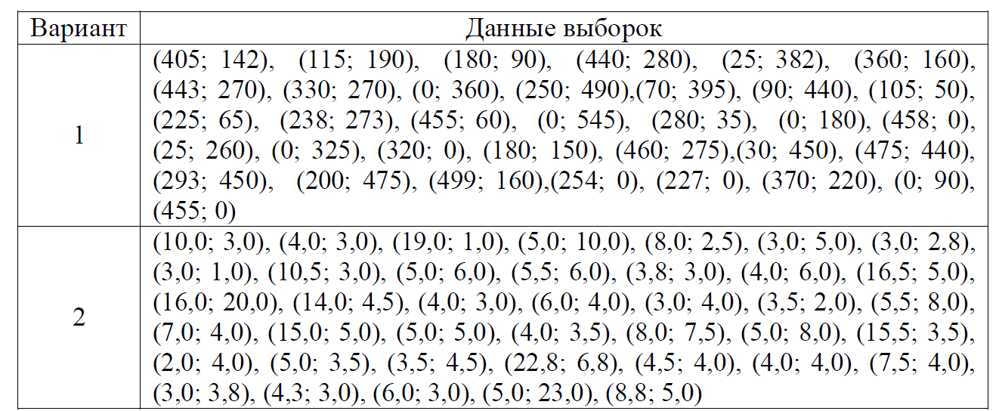 Вариант Данные выборок
(405; 142), (115; 190), (180; 90), (440; 280), (25; 382), (360; 160),
(443; 270), (330; 270), (0; 360), (250; 490),(70; 395), (90; 440), (105; 50),
1 (225; 65), (238; 273), (455; 60), (0; 545), (280; 35), (0; 180), (458; 0),
(25; 260), (0; 325), (320; 0), (180; 150), (460; 275),(30; 450), (475; 440),
(293; 450), (200; 475), (499; 160),(254; 0), (227; 0), (370; 220), (0; 90),
(455; 0)
(10,0; 3,0), (4,0; 3,0), (19,0; 1,0), (5,0; 10,0), (8,0; 2,5), (3,0; 5,0), (3,0; 2,8),
(3,0; 1,0), (10,5; 3,0), (5,0; 6,0), (5,5; 6,0), (3,8; 3,0), (4,0; 6,0), (16,5; 5,0),
(16,0; 20,0), (14,0; 4,5), (4,0; 3,0), (6,0; 4,0), (3,0; 4,0), (3,5; 2,0), (5,5; 8,0),
2 (7,0; 4,0), (15,0; 5,0), (5,0; 5,0), (4,0; 3,5), (8,0; 7,5), (5,0; 8,0), (15,5; 3,5),
(2,0; 4,0), (5,0; 3,5), (3,5; 4,5), (22,8; 6,8), (4,5; 4,0), (4,0; 4,0), (7,5; 4,0),
(3,0; 3,8), (4,3; 3,0), (6,0; 3,0), (5,0; 23,0), (8,8; 5,0)